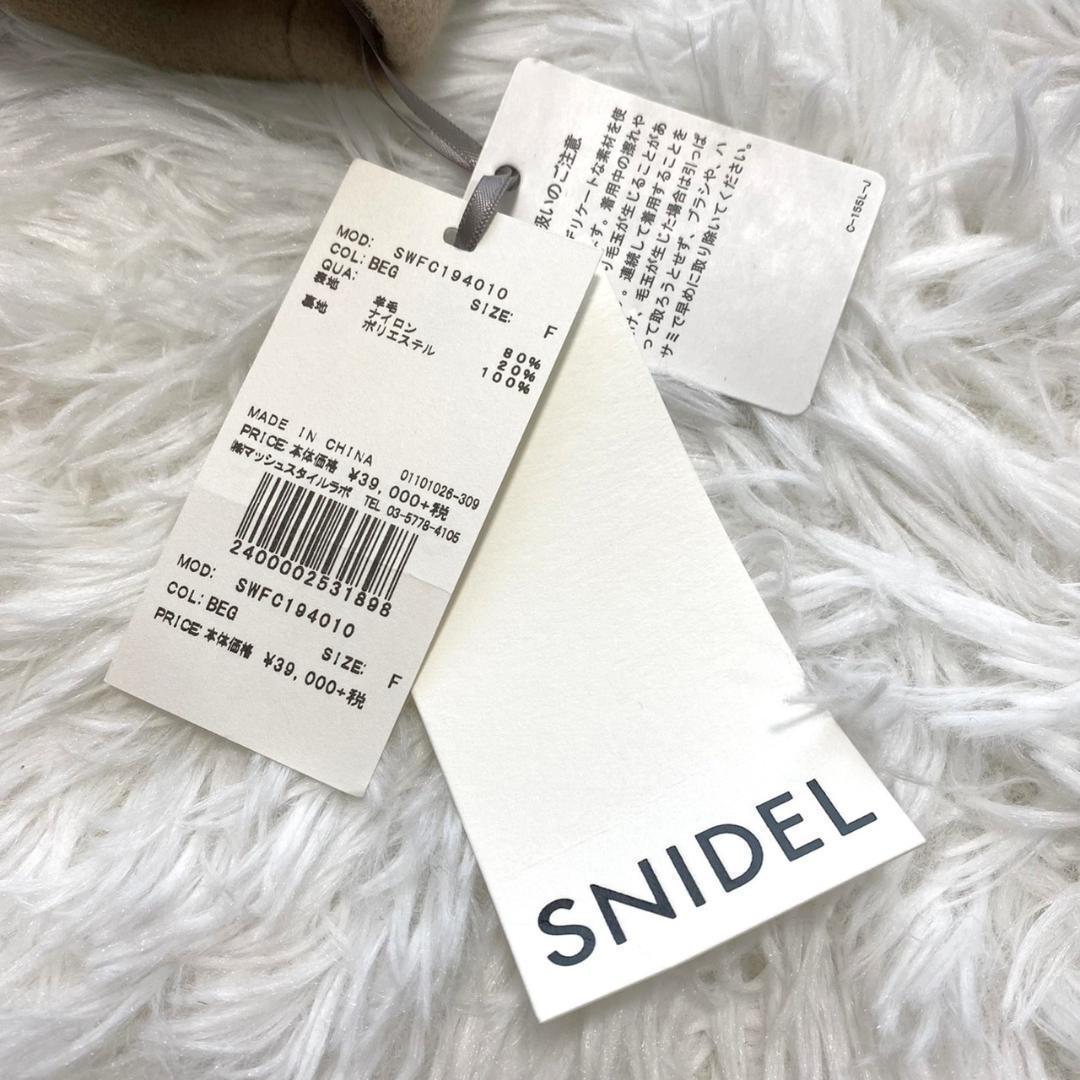 MOD: SWFC194010
COL: BEG SIZE: F
QUA:
表地 羊毛 80%
ナイロン 20%
裏地 ポリエステル 100%
MADE IN CHINA 01101026-309
PRICE 本体価格 ¥39,000+税
㈱マッシュスタイルラボ TEL 03-5778-4105
2400002531898
MOD: SWFC194010
COL: BEG SIZE: F
PRICE 本体価格 ¥39,000+税
扱いのご注意
デリケートな素材を使
す。着用中の擦れや
り毛玉が生じることがあ
。連続して着用することを
け、毛玉が生じた場合は引っぱ
って取ろうとせず、ブラシや、ハ
サミで早めに取り除いてください。
C-155L-J
SNIDEL